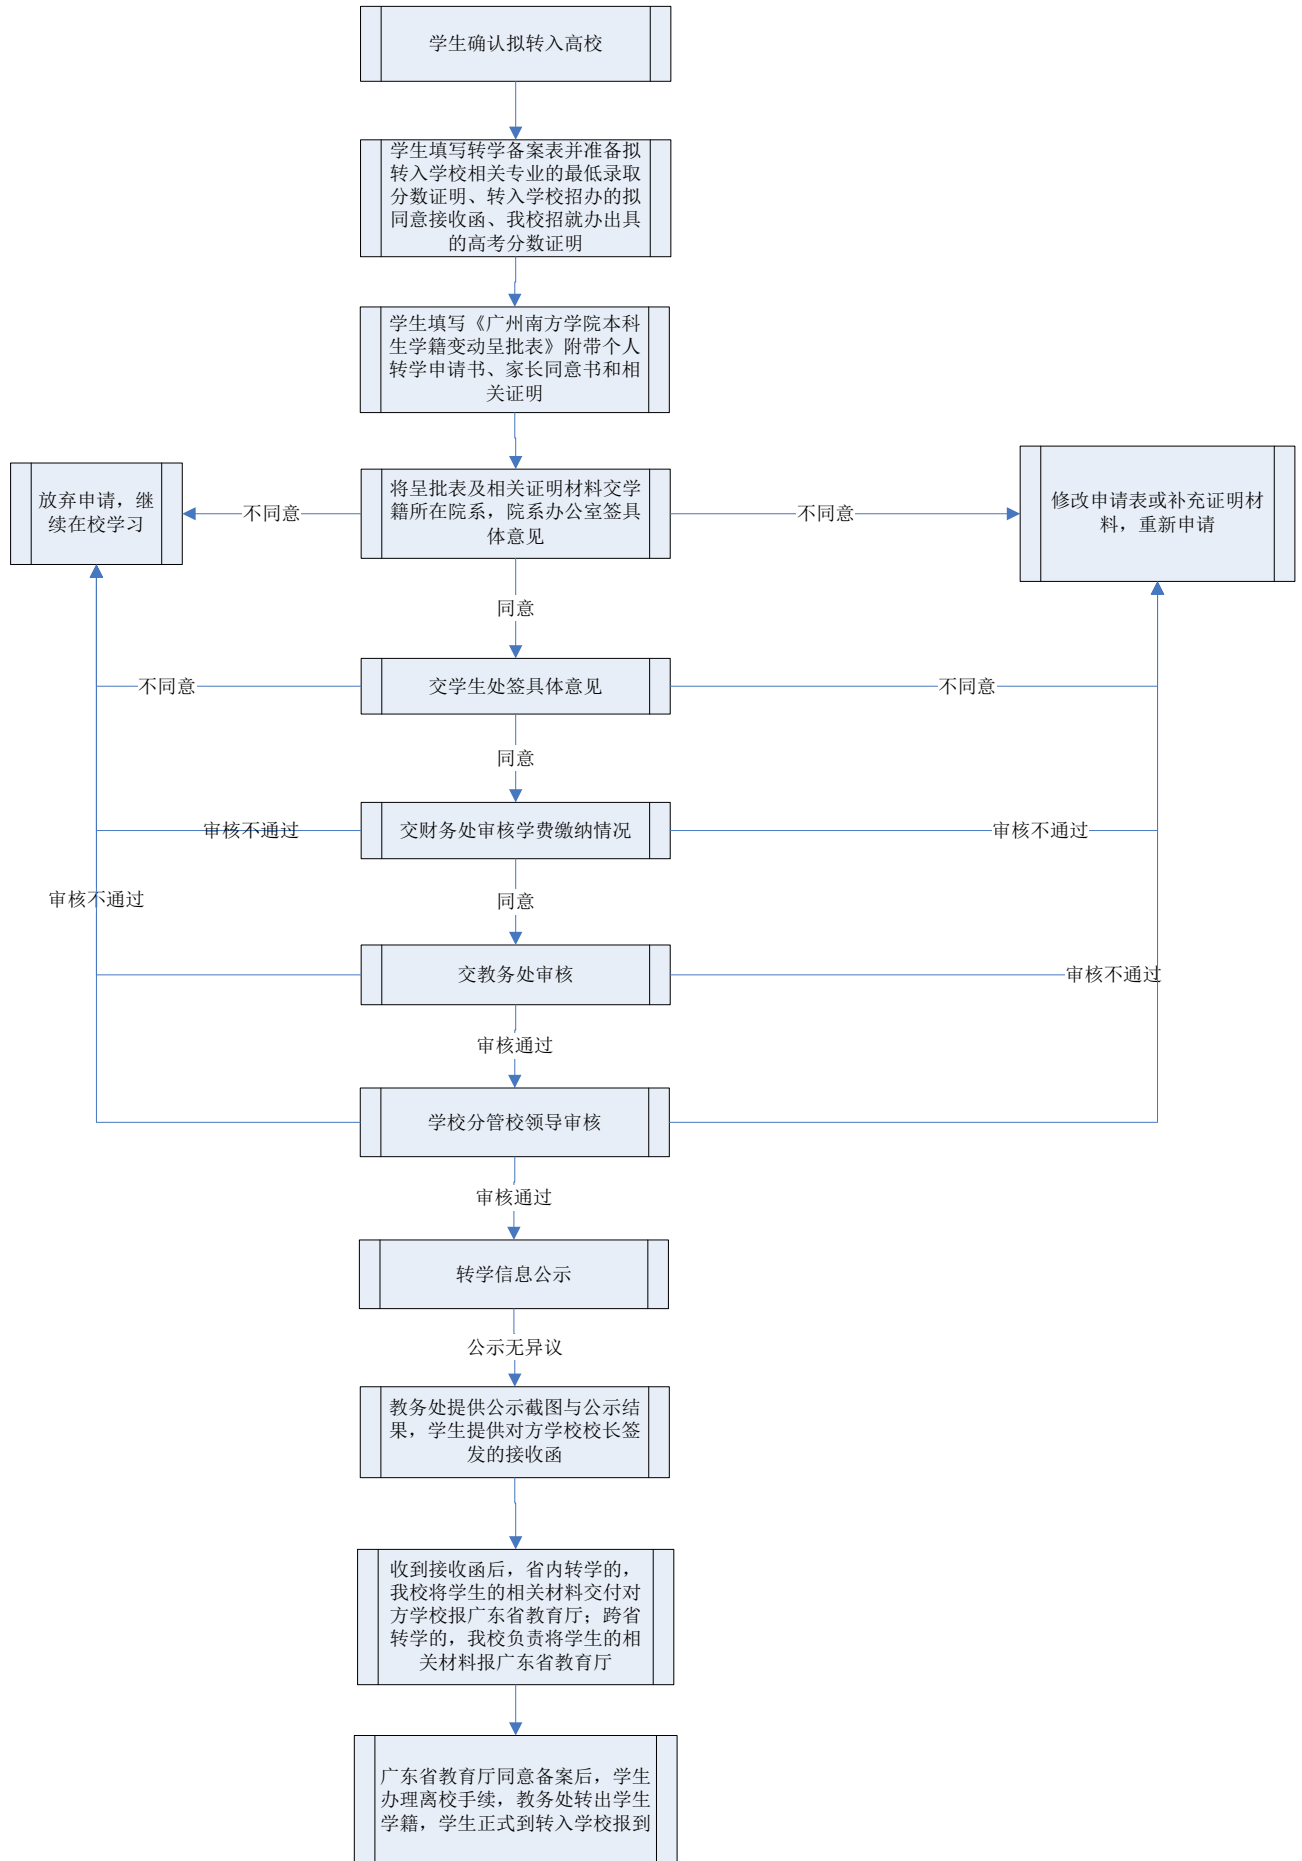 学生确认拟转入高校
学生填写转学备案表并准备拟
转入学校相关专业的最低录取
分数证明、转入学校招办的拟
同意接收函、我校招就办出具
的高考分数证明
学生填写《广州南方学院本科
生学籍变动呈批表》附带个人
转学申请书、家长同意书和相
关证明
放弃申请，继
续在校学习
不同意
将呈批表及相关证明材料交学
籍所在院系，院系办公室签具
体意见
不同意
修改申请表或补充证明材
料，重新申请
同意
不同意
交学生处签具体意见
不同意
同意
审核不通过
交财务处审核学费缴纳情况
审核不通过
审核不通过
同意
交教务处审核
审核不通过
审核通过
学校分管校领导审核
审核通过
转学信息公示
公示无异议
教务处提供公示截图与公示结
果，学生提供对方学校校长签
发的接收函
收到接收函后，省内转学的，
我校将学生的相关材料交付对
方学校报广东省教育厅；跨省
转学的，我校负责将学生的相
关材料报广东省教育厅
广东省教育厅同意备案后，学生
办理离校手续，教务处转出学生
学籍，学生正式到转入学校报到